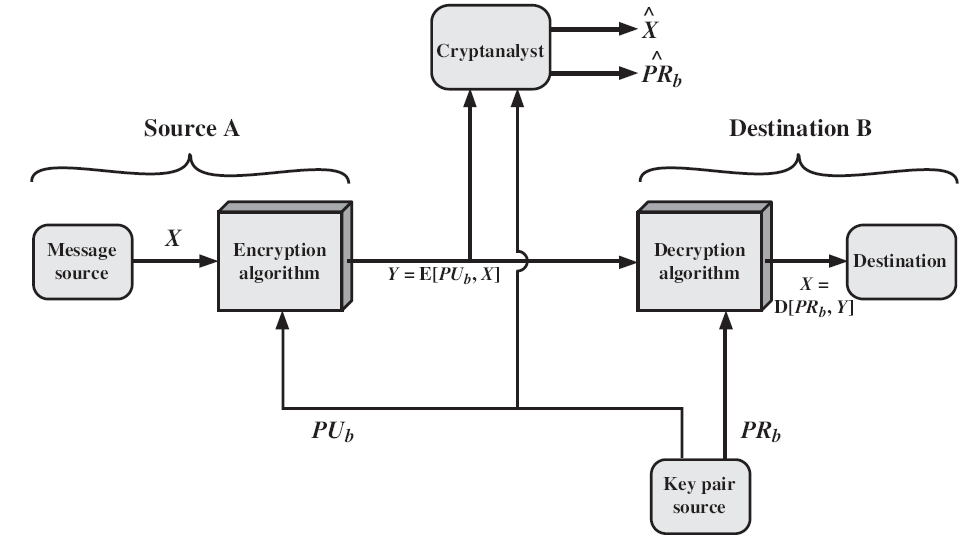 Cryptanalyst
X̂
P̂R_b
Source A
Destination B
Message
source
X
Encryption
algorithm
Y = E[PU_b, X]
Decryption
algorithm
Destination
X =
D[PR_b, Y]
PU_b
PR_b
Key pair
source